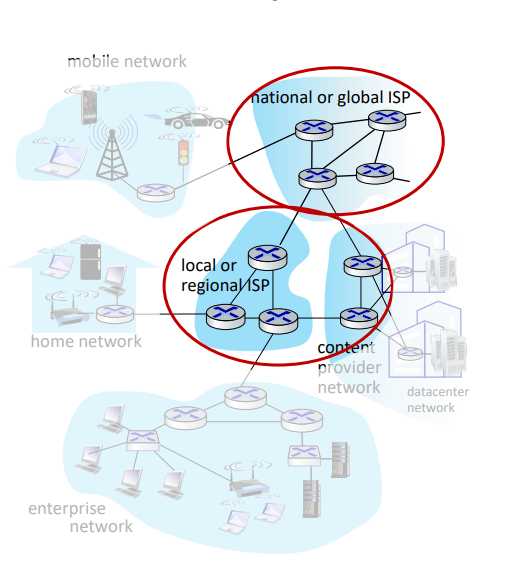 mobile network
national or global ISP
local or
regional ISP
home network
content
provider
network
datacenter
network
enterprise
network